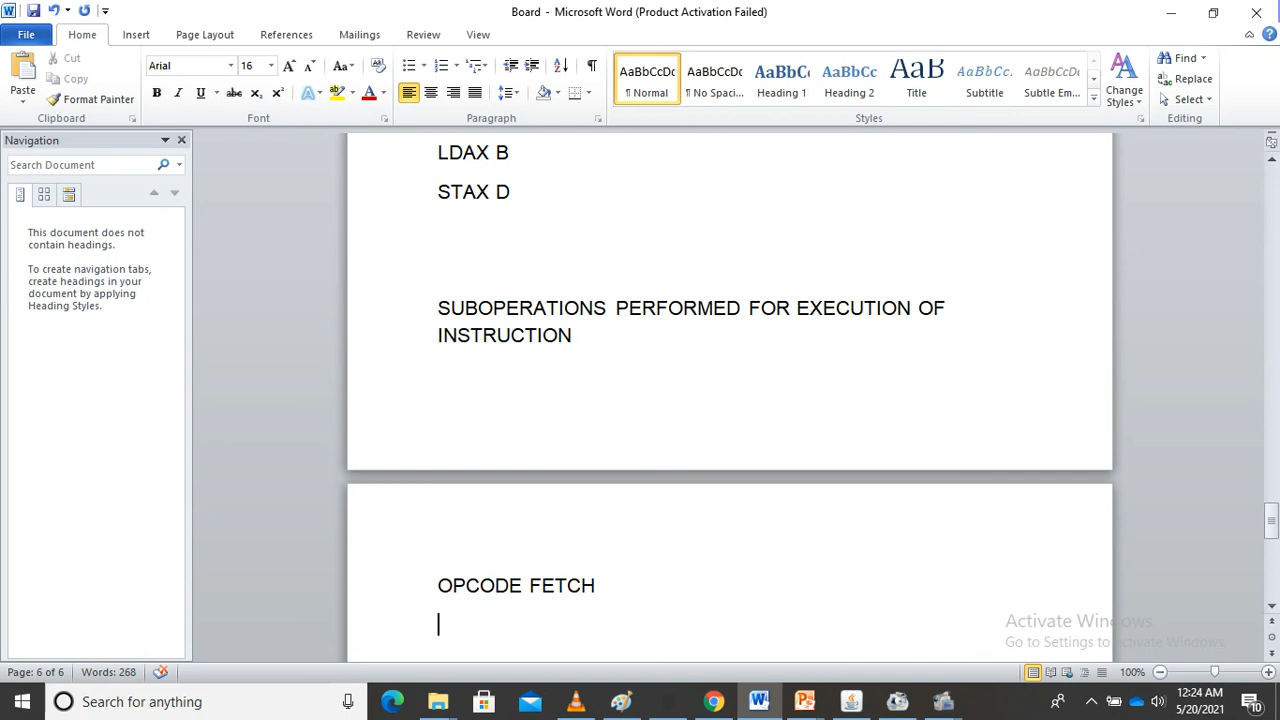 Board - Microsoft Word (Product Activation Failed)
File Home Insert Page Layout References Mailings Review View
Paste
Cut
Copy
Format Painter
Clipboard
Arial 16
Font
Paragraph
AaBbCcDc AaBbCcDc AaBbCc AaBbCc AaB AaBbCcDc AaBbCcDc
¶ Normal ¶ No Spaci... Heading 1 Heading 2 Title Subtitle Subtle Em...
Styles
Change Styles
Find
Replace
Select
Editing
Navigation
Search Document
This document does not
contain headings.
To create navigation tabs,
create headings in your
document by applying
Heading Styles.
LDAX B
STAX D
SUBOPERATIONS PERFORMED FOR EXECUTION OF
INSTRUCTION
OPCODE FETCH
Activate Windows
Go to Settings to activate Windows.
Page: 6 of 6 Words: 268 100%
Search for anything
12:24 AM
5/20/2021
10